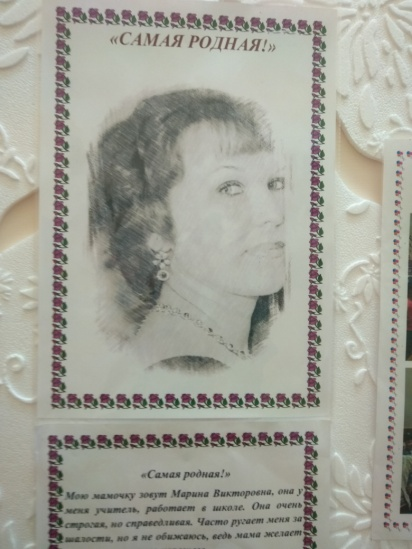 «САМАЯ РОДНАЯ!»
«Самая родная!»
Мою мамочку зовут Марина Викторовна, она у
меня учитель, работает в школе. Она очень
строгая, но справедливая. Часто ругает меня за
шалости, но я не обижаюсь, ведь мама желает